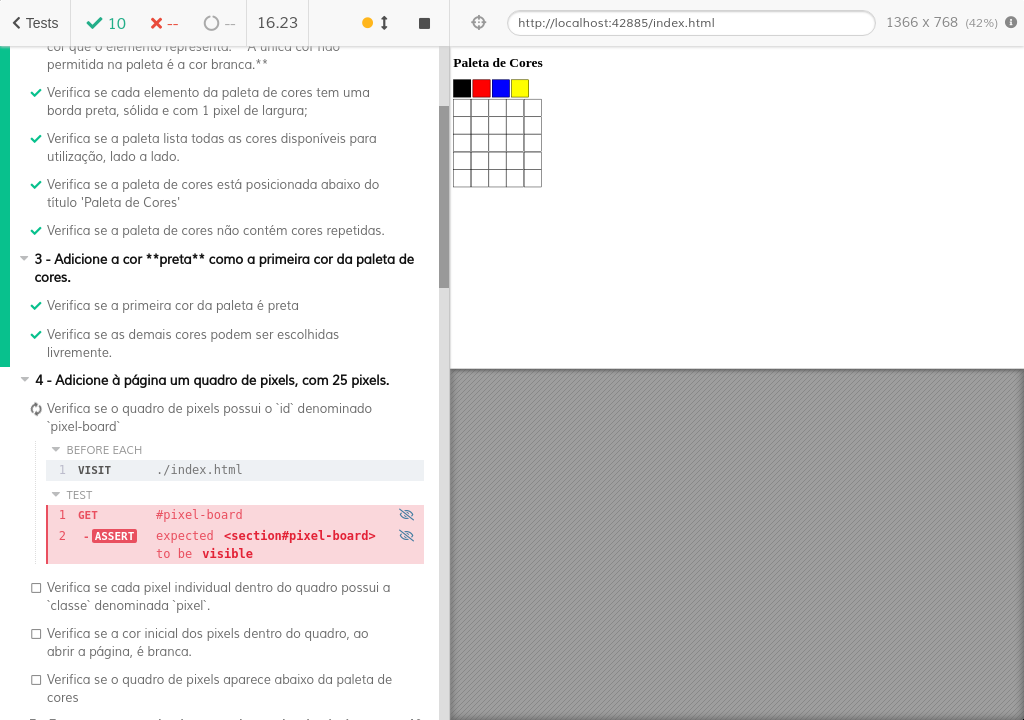 Tests
10
--
--
16.23
http://localhost:42885/index.html
1366 x 768 (42%)
cor que o elemento representa. **A única cor não
permitida na paleta é a cor branca.**
Verifica se cada elemento da paleta de cores tem uma
borda preta, sólida e com 1 pixel de largura;
Verifica se a paleta lista todas as cores disponíveis para
utilização, lado a lado.
Verifica se a paleta de cores está posicionada abaixo do
título 'Paleta de Cores'
Verifica se a paleta de cores não contém cores repetidas.
3 - Adicione a cor **preta** como a primeira cor da paleta de
cores.
Verifica se a primeira cor da paleta é preta
Verifica se as demais cores podem ser escolhidas
livremente.
4 - Adicione à página um quadro de pixels, com 25 pixels.
Verifica se o quadro de pixels possui o `id` denominado
`pixel-board`
BEFORE EACH
1 VISIT ./index.html
TEST
1 GET #pixel-board
2 - ASSERT expected <section#pixel-board>
to be visible
Verifica se cada pixel individual dentro do quadro possui a
`classe` denominada `pixel`.
Verifica se a cor inicial dos pixels dentro do quadro, ao
abrir a página, é branca.
Verifica se o quadro de pixels aparece abaixo da paleta de
cores
Paleta de Cores